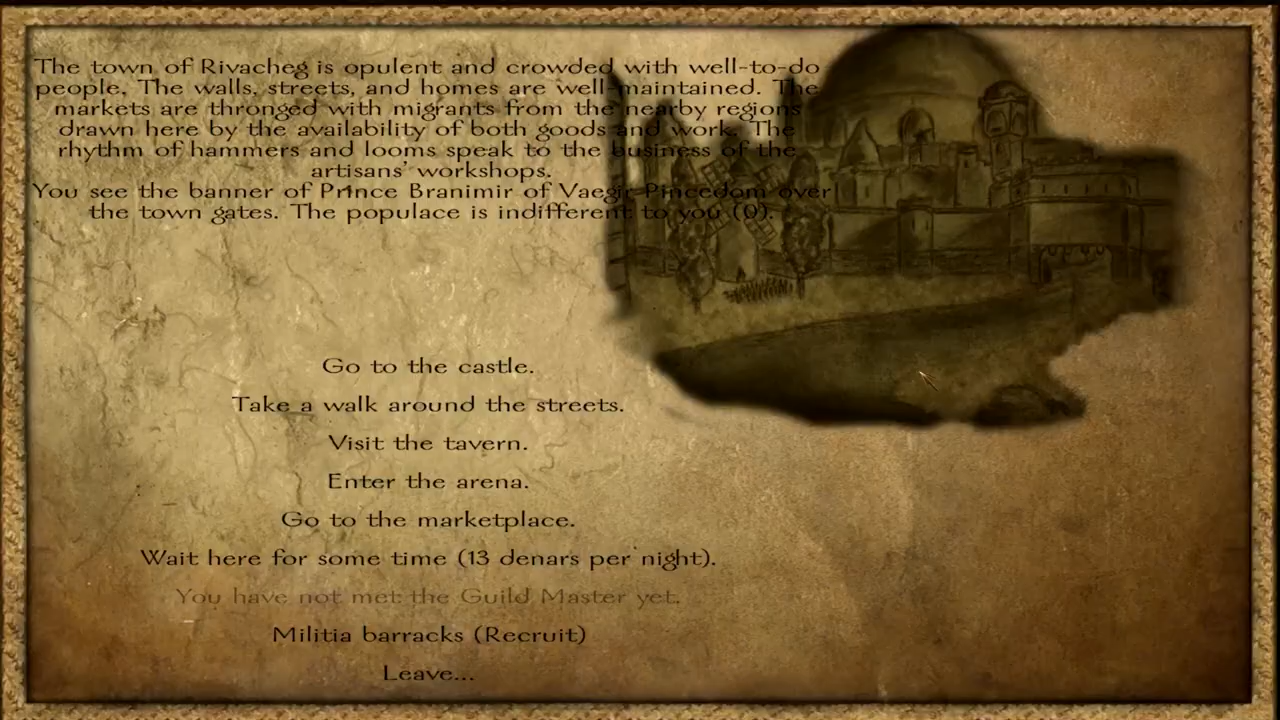 The town of Rivacheg is opulent and crowded with well-to-do
people. The walls, streets, and homes are well-maintained. The
markets are thronged with migrants from the nearby regions
drawn here by the availability of both goods and work. The
rhythm of hammers and looms speak to the business of the
artisans' workshops.
You see the banner of Prince Branimir of Vaegir Pincedom over
the town gates. The populace is indifferent to you (0).
Go to the castle.
Take a walk around the streets.
Visit the tavern.
Enter the arena.
Go to the marketplace.
Wait here for some time (13 denars per night).
You have not met the Guild Master yet.
Militia barracks (Recruit)
Leave...